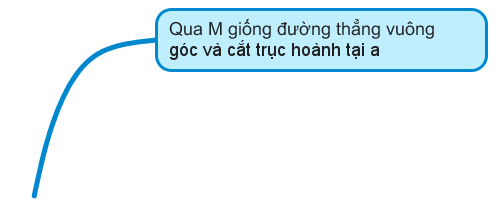 Qua M giống đường thẳng vuông
góc và cắt trục hoành tại a